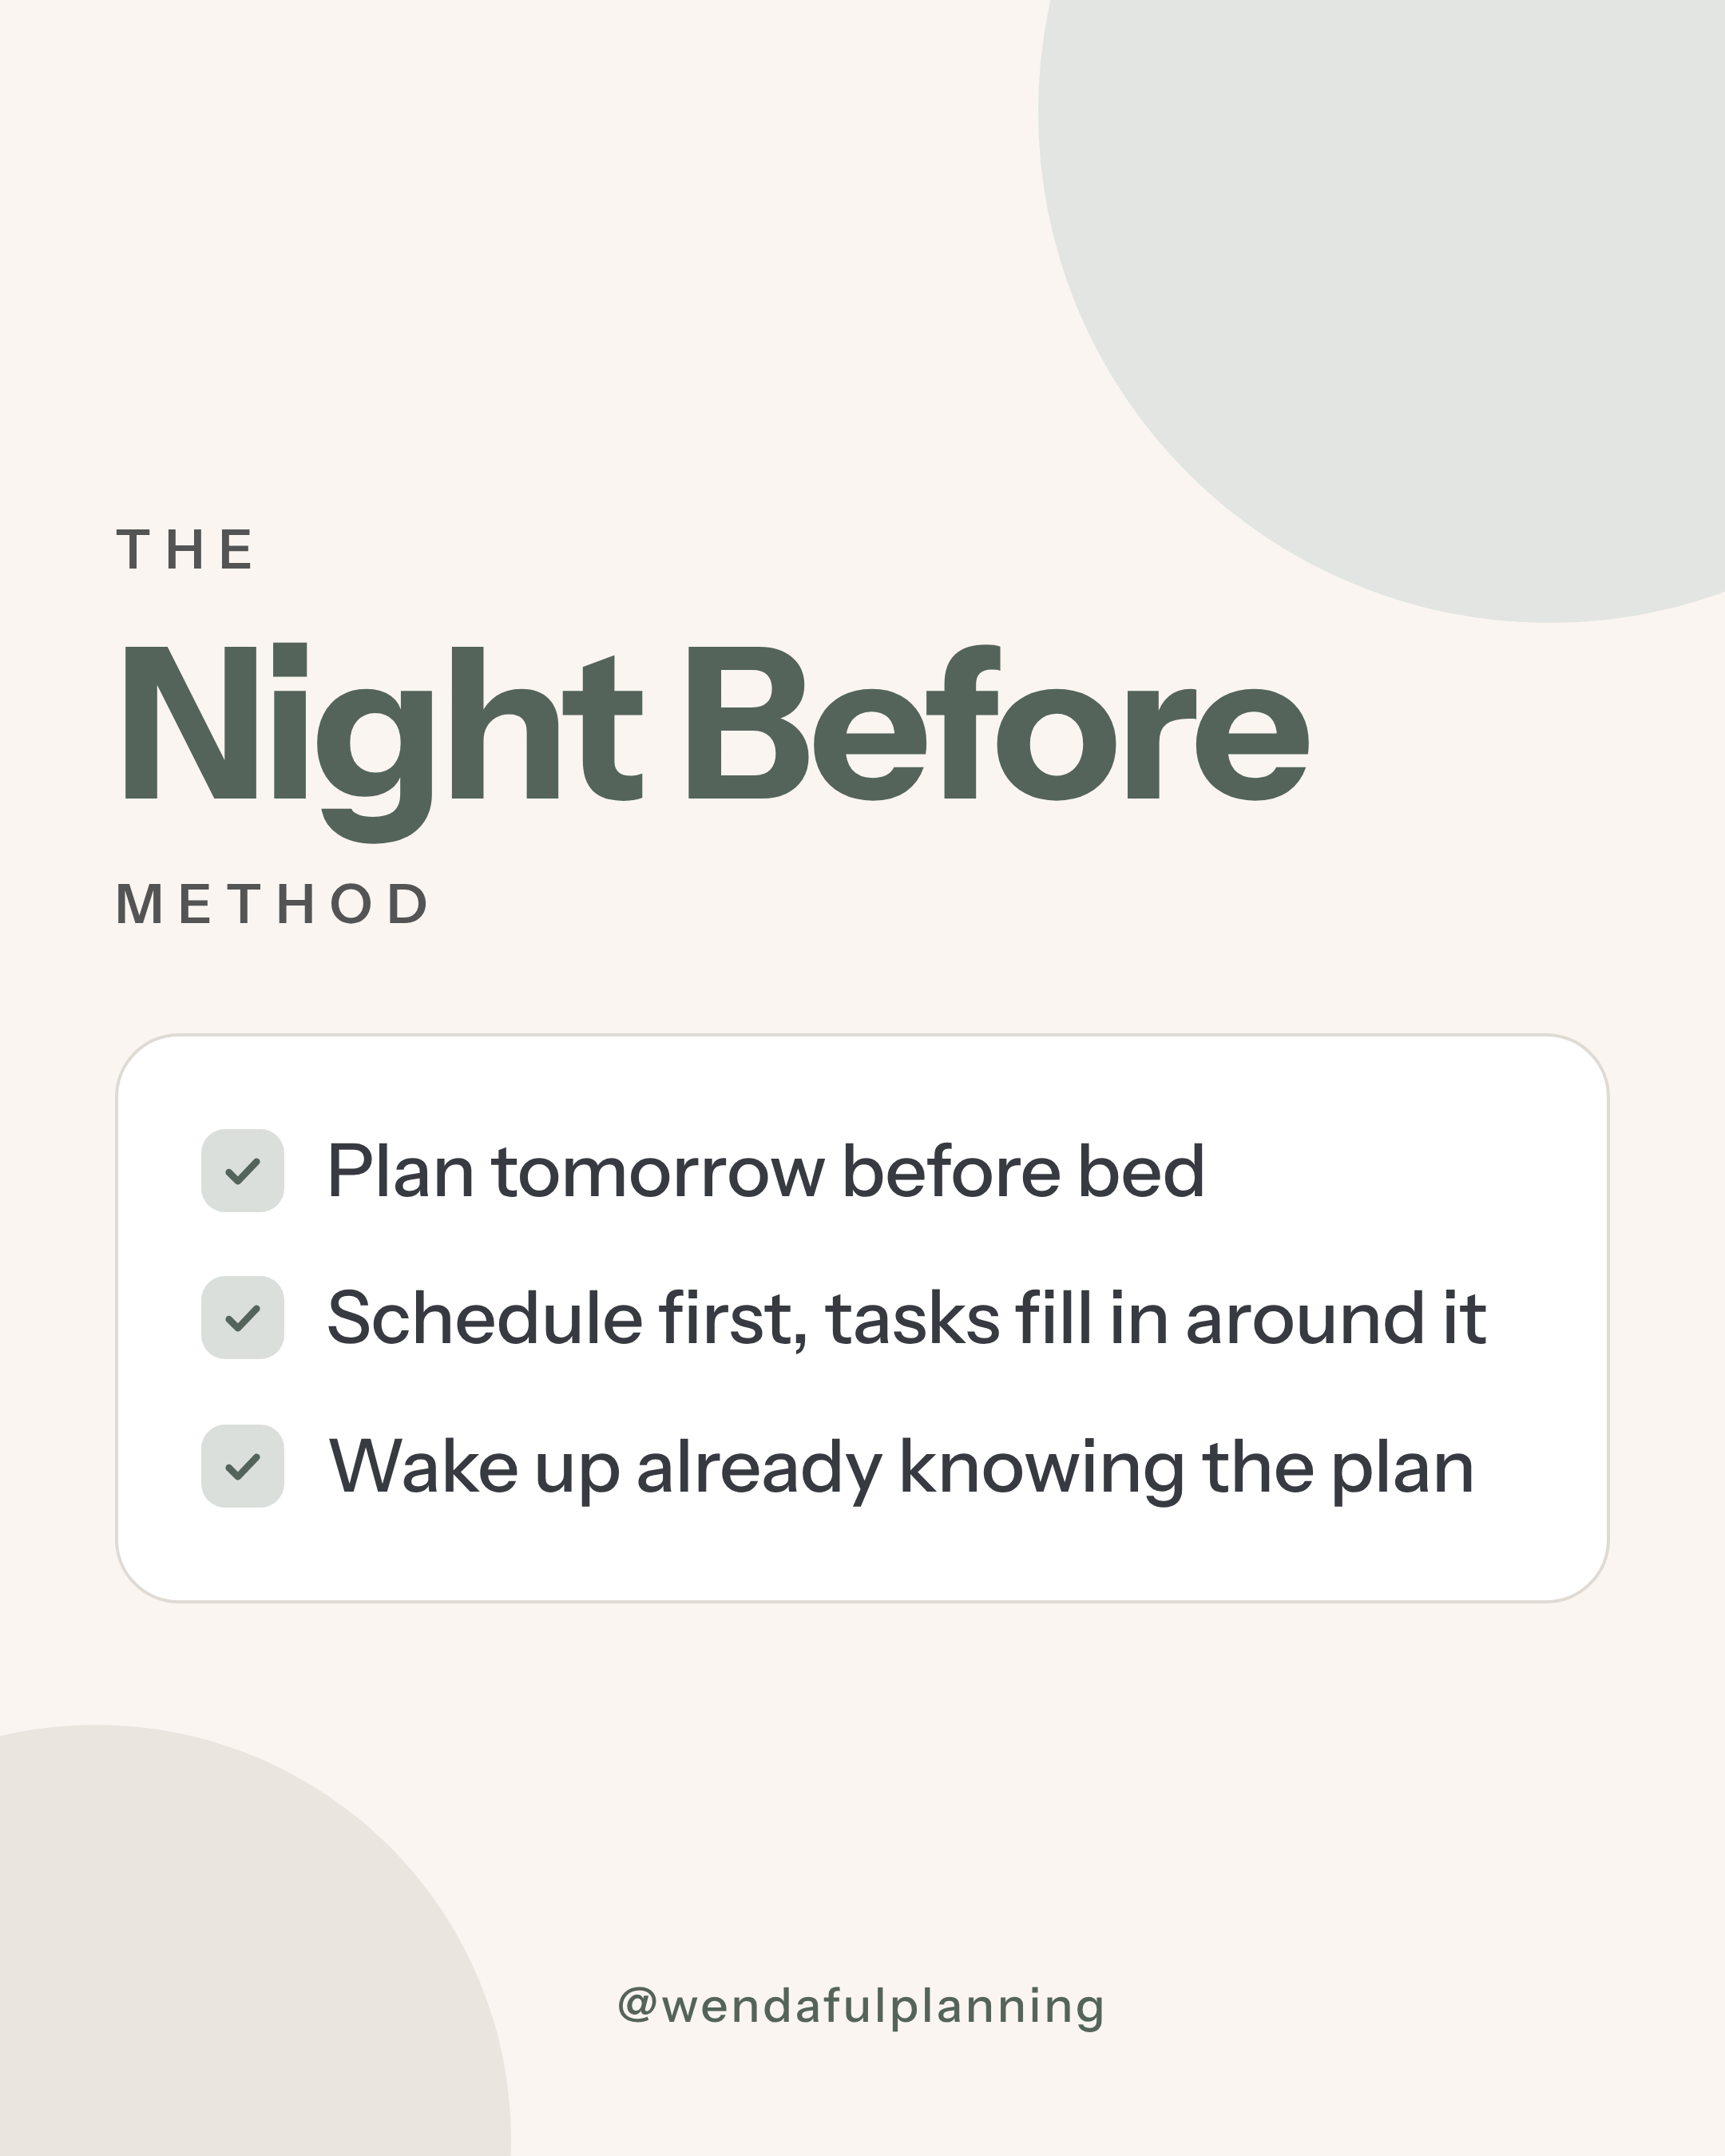 THE
Night Before
METHOD
Plan tomorrow before bed
Schedule first, tasks fill in around it
Wake up already knowing the plan
@wendafulplanning